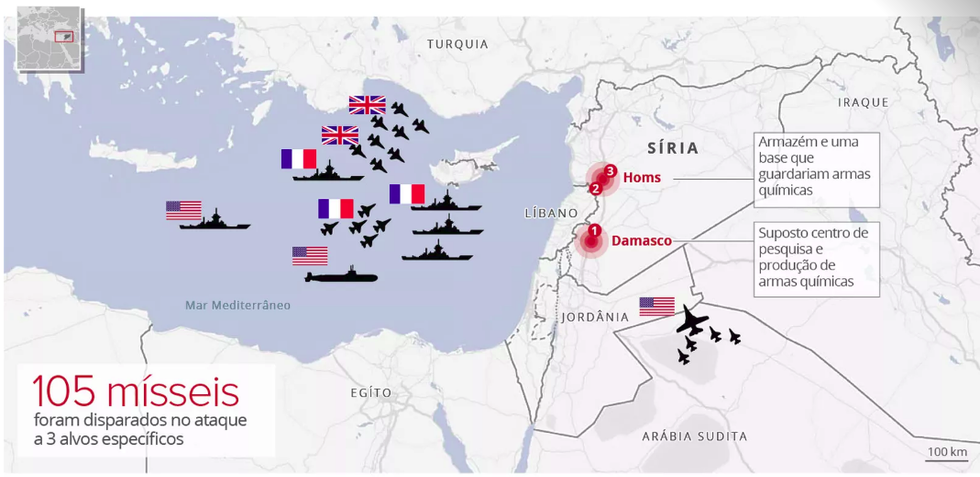 TURQUIA
IRAQUE
SÍRIA
Armazém e uma
base que
guardariam armas
químicas
3
Homs
2
LÍBANO
1
Damasco
Suposto centro de
pesquisa e
produção de
armas químicas
Mar Mediterrâneo
JORDÂNIA
105 mísseis
foram disparados no ataque
a 3 alvos específicos
EGÍTO
ARÁBIA SUDITA
100 km